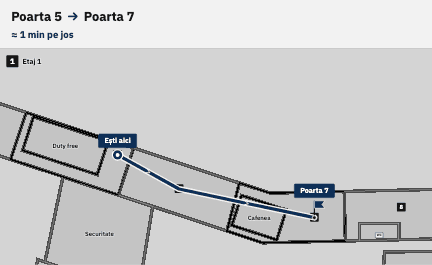 Poarta 5 → Poarta 7
≈ 1 min pe jos
1 Etaj 1
Duty free
Ești aici
Poarta 7
Cafenea
Securitate